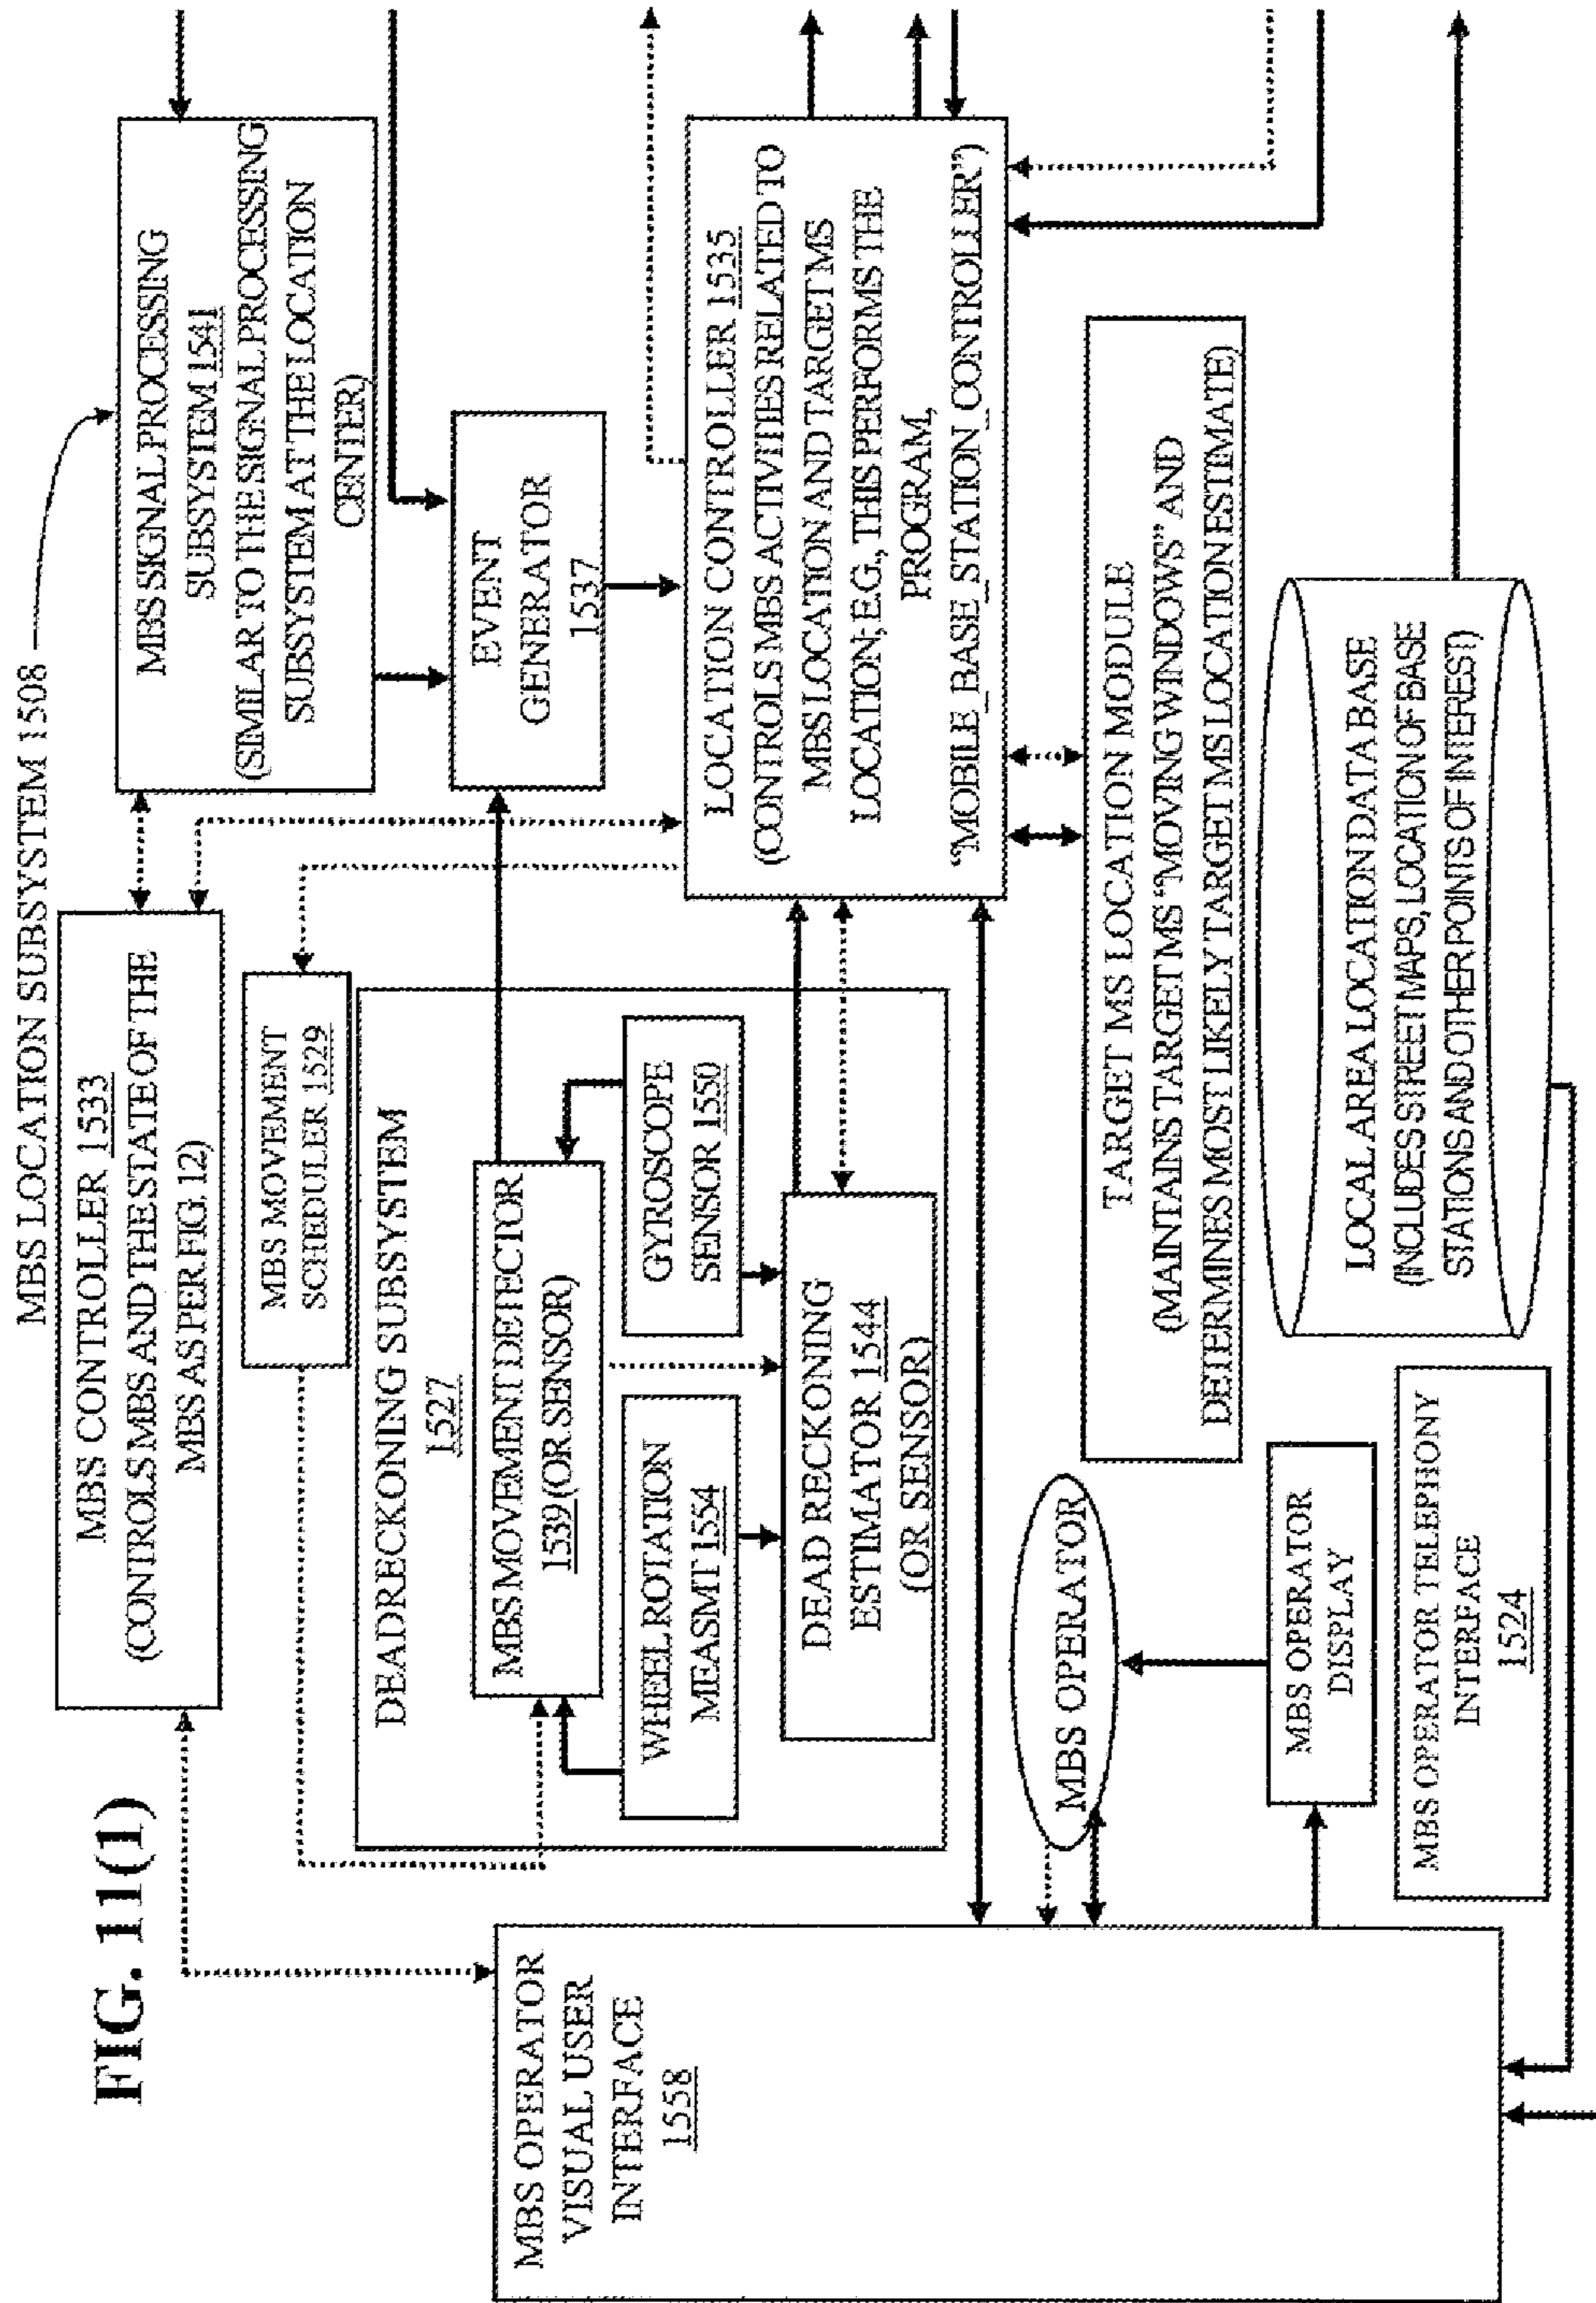 FIG. 11(1)
MBS LOCATION SUBSYSTEM 1508
MBS CONTROLLER 1533
(CONTROLS MBS AND THE STATE OF THE
MBS AS PER FIG. 12)
MBS SIGNAL PROCESSING
SUBSYSTEM 1541
(SIMILAR TO THE SIGNAL PROCESSING
SUBSYSTEM AT THE LOCATION
CENTER)
MBS MOVEMENT
SCHEDULER 1529
DEADRECKONING SUBSYSTEM
1527
MBS MOVEMENT DETECTOR
1539 (OR SENSOR)
WHEEL ROTATION
MEASMT 1554
GYROSCOPE
SENSOR 1550
DEAD RECKONING
ESTIMATOR 1544
(OR SENSOR)
EVENT
GENERATOR
1537
LOCATION CONTROLLER 1535
(CONTROLS MBS ACTIVITIES RELATED TO
MBS LOCATION AND TARGET MS
LOCATION; E.G., THIS PERFORMS THE
PROGRAM,
“MOBILE_BASE_STATION_CONTROLLER”)
MBS OPERATOR
VISUAL USER
INTERFACE
1558
MBS OPERATOR
MBS OPERATOR
DISPLAY
MBS OPERATOR TELEPHONY
INTERFACE
1524
TARGET MS LOCATION MODULE
(MAINTAINS TARGET MS “MOVING WINDOWS” AND
DETERMINES MOST LIKELY TARGET MS LOCATION ESTIMATE)
LOCAL AREA LOCATION DATA BASE
(INCLUDES STREET MAPS, LOCATION OF BASE
STATIONS AND OTHER POINTS OF INTEREST)